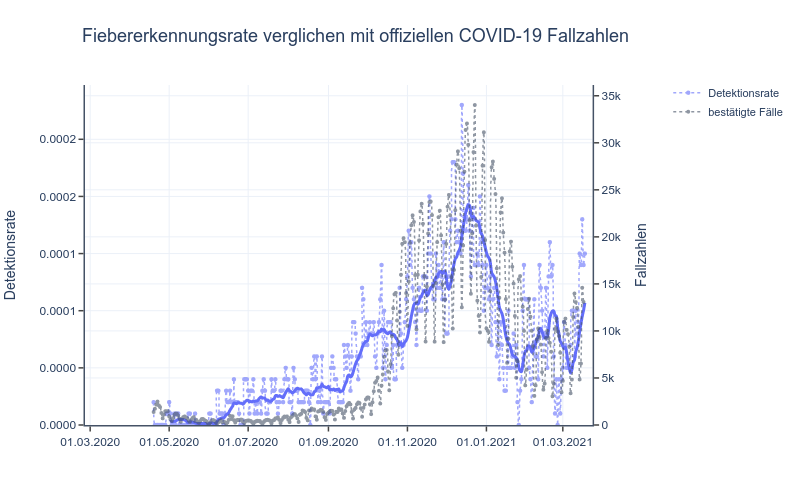 Fiebererkennungsrate verglichen mit offiziellen COVID-19 Fallzahlen
Detektionsrate
bestätigte Fälle
0.0002
0.0002
0.0001
0.0001
0.0000
0.0000
Detektionsrate
35k
30k
25k
20k
15k
10k
5k
0
Fallzahlen
01.03.2020 01.05.2020 01.07.2020 01.09.2020 01.11.2020 01.01.2021 01.03.2021